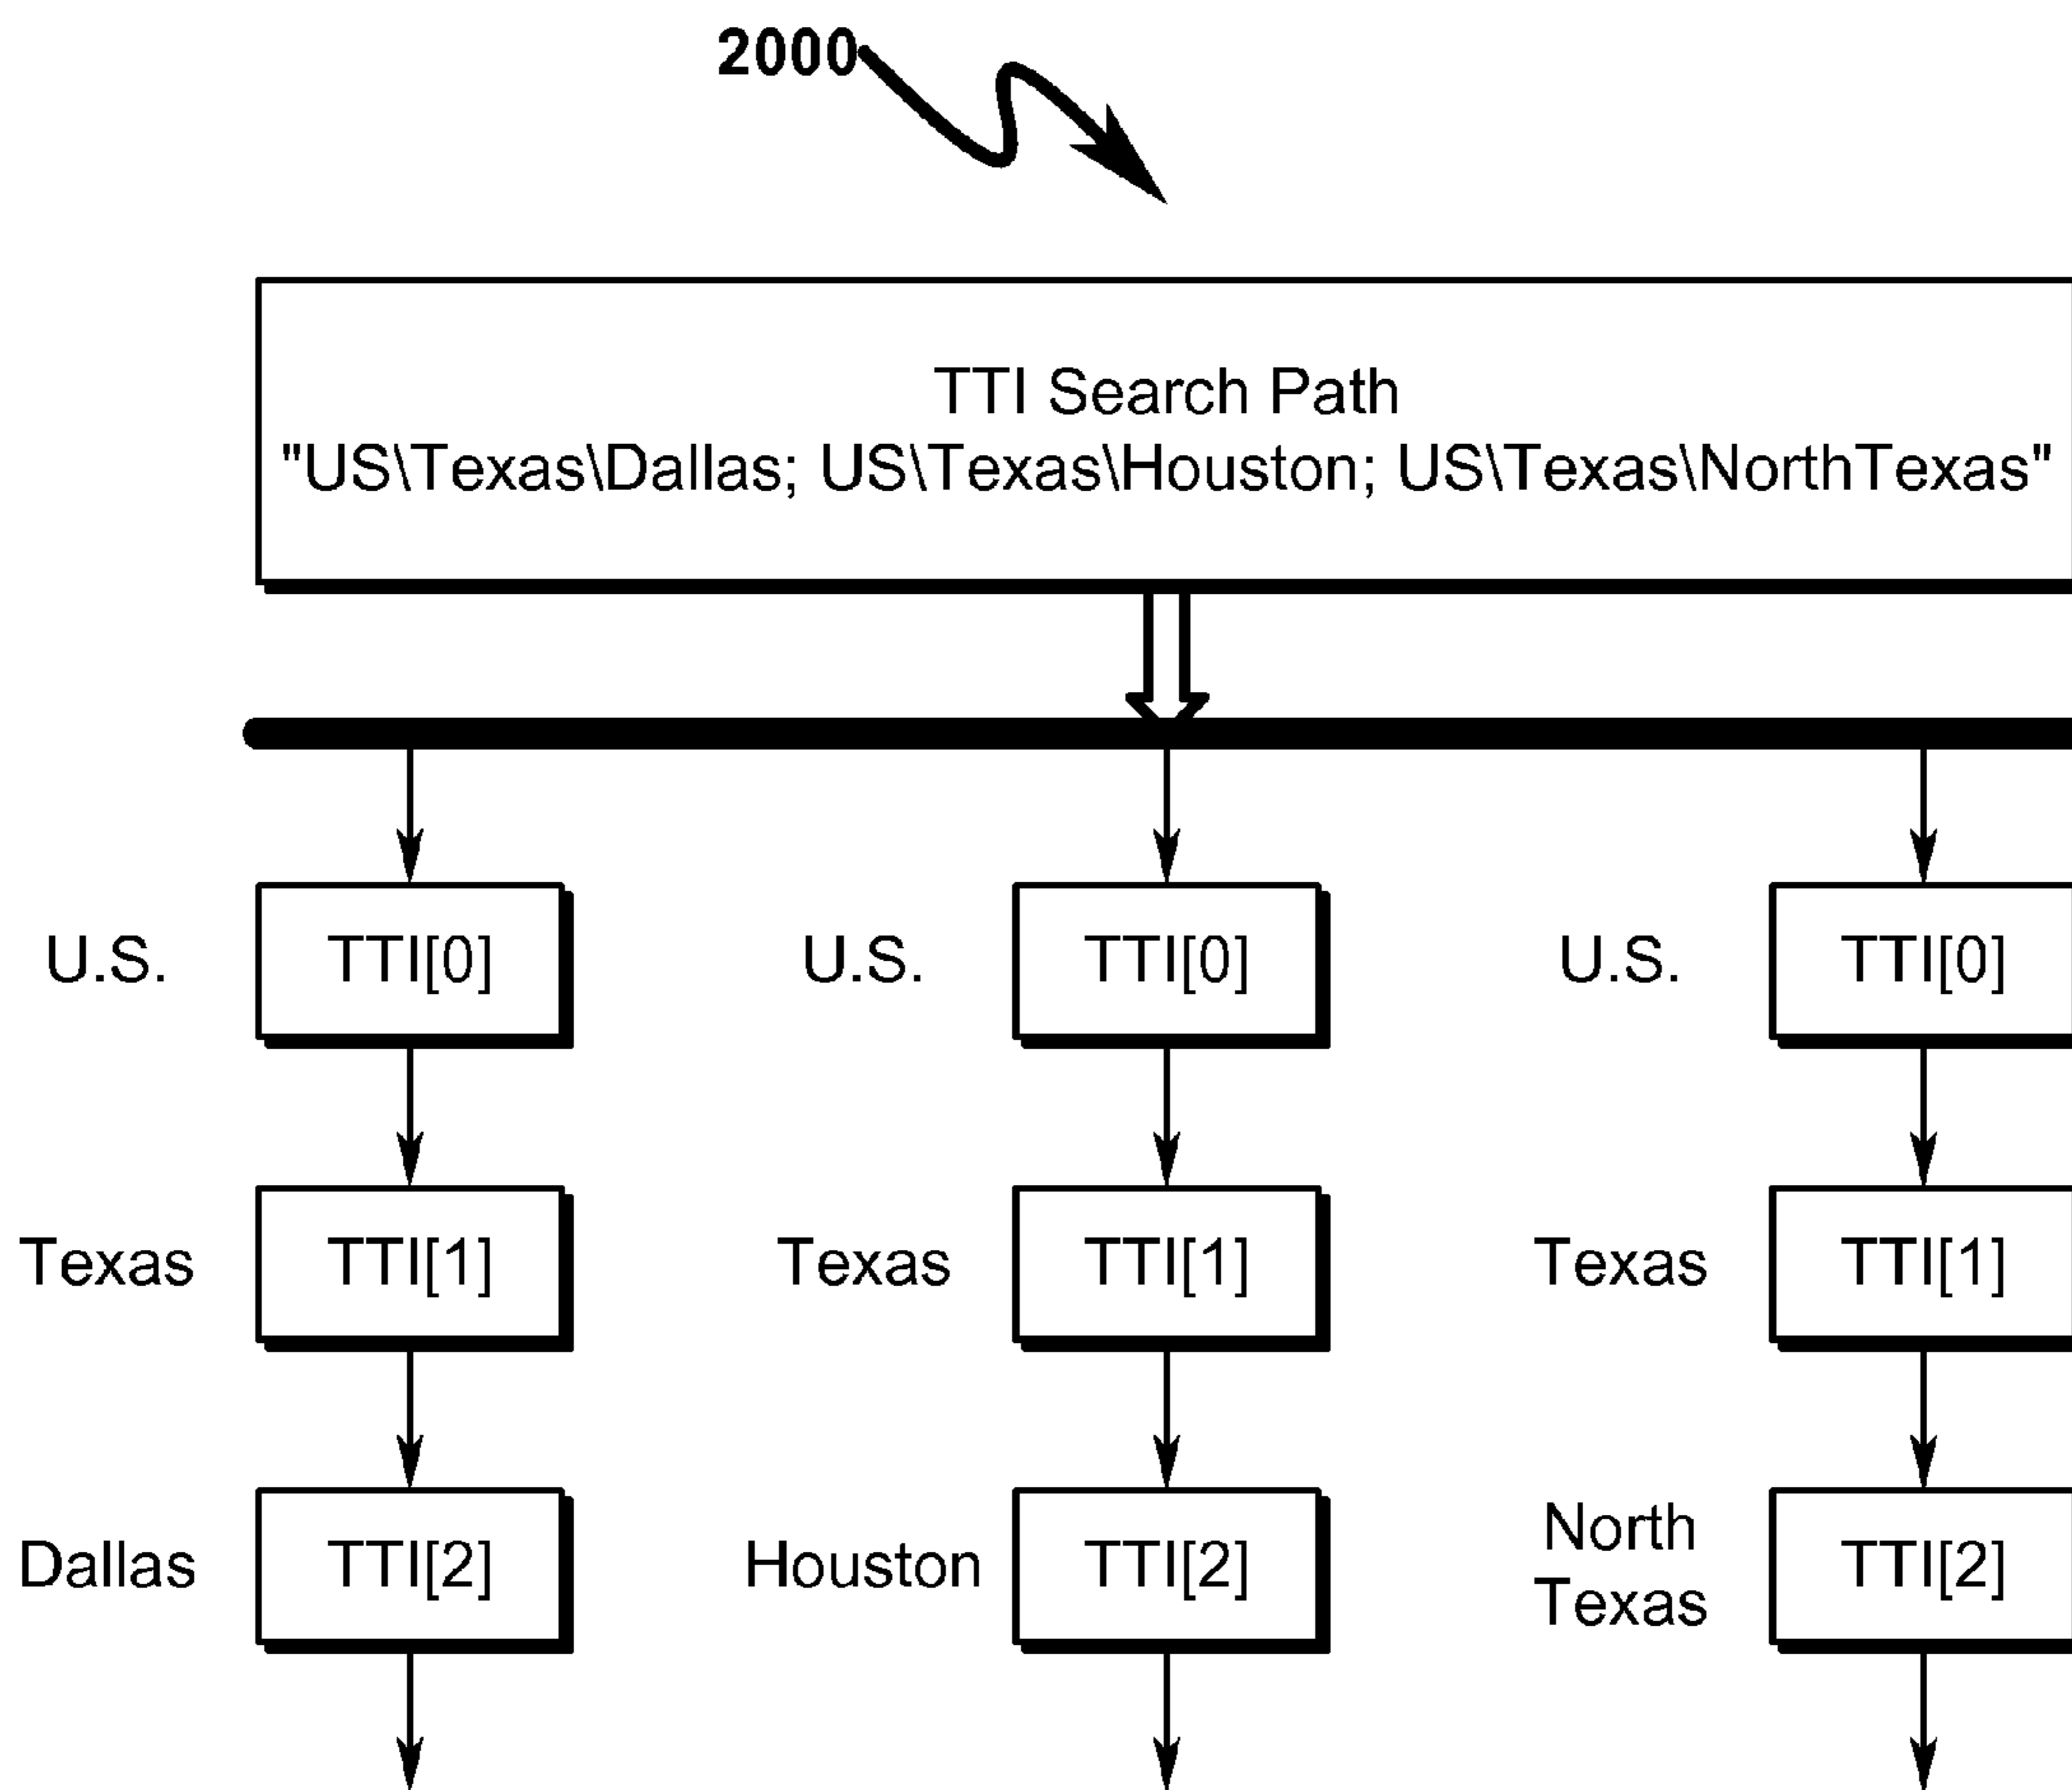 2000
TTI Search Path
"US\Texas\Dallas; US\Texas\Houston; US\Texas\NorthTexas"
U.S. TTI[0] U.S. TTI[0] U.S. TTI[0]
Texas TTI[1] Texas TTI[1] Texas TTI[1]
Dallas TTI[2] Houston TTI[2] North Texas TTI[2]